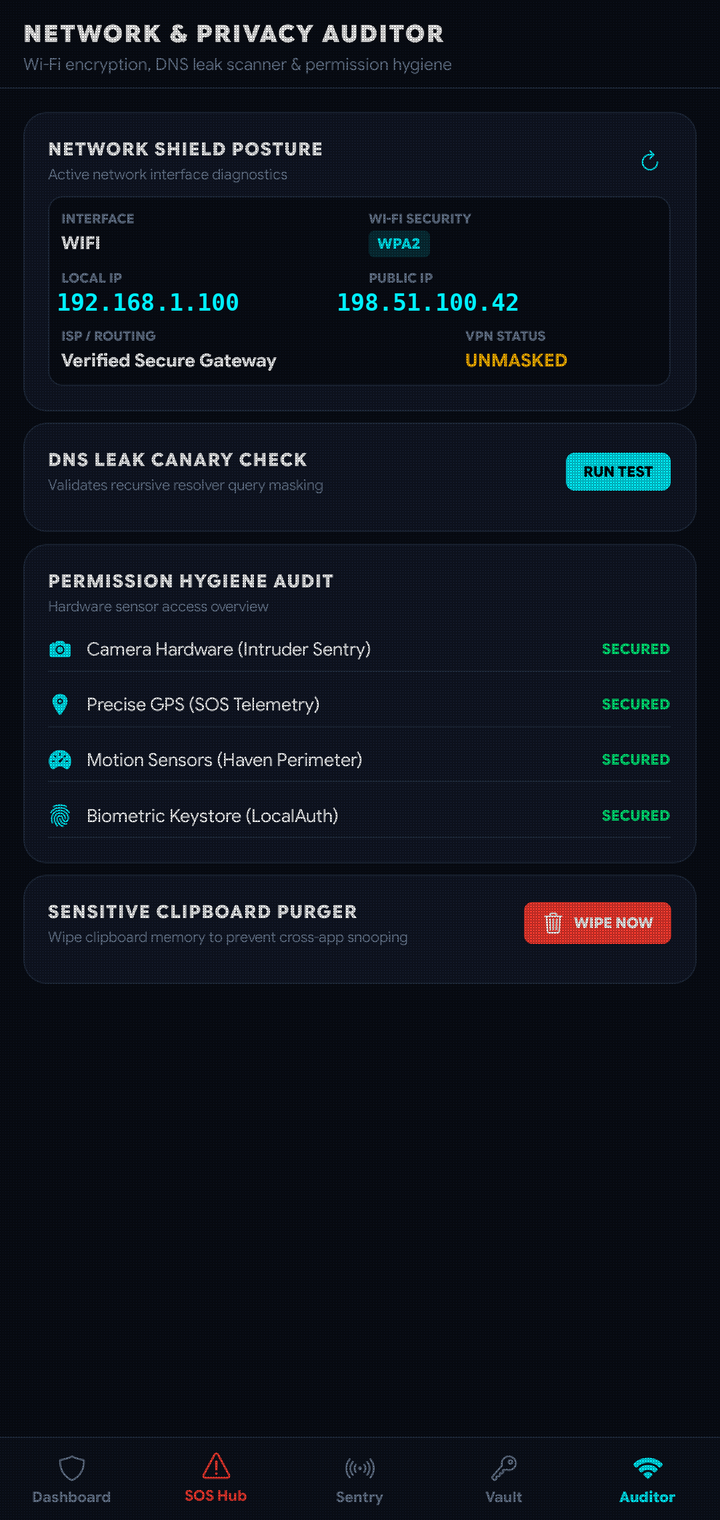 NETWORK & PRIVACY AUDITOR
Wi-Fi encryption, DNS leak scanner & permission hygiene
NETWORK SHIELD POSTURE
Active network interface diagnostics
INTERFACE
WI-FI SECURITY
WIFI
WPA2
LOCAL IP
PUBLIC IP
192.168.1.100
198.51.100.42
ISP / ROUTING
VPN STATUS
Verified Secure Gateway
UNMASKED
DNS LEAK CANARY CHECK
Validates recursive resolver query masking
RUN TEST
PERMISSION HYGIENE AUDIT
Hardware sensor access overview
Camera Hardware (Intruder Sentry)
SECURED
Precise GPS (SOS Telemetry)
SECURED
Motion Sensors (Haven Perimeter)
SECURED
Biometric Keystore (LocalAuth)
SECURED
SENSITIVE CLIPBOARD PURGER
Wipe clipboard memory to prevent cross-app snooping
WIPE NOW
Dashboard
SOS Hub
Sentry
Vault
Auditor